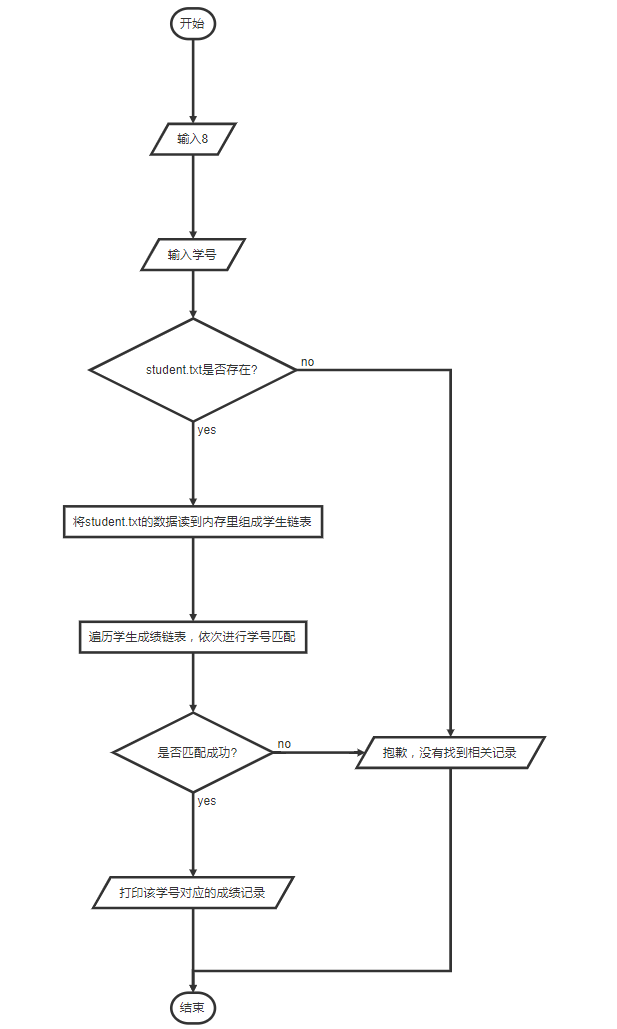 开始
输入8
输入学号
student.txt是否存在?
no
yes
将student.txt的数据读到内存里组成学生链表
遍历学生成绩链表，依次进行学号匹配
是否匹配成功?
no
抱歉，没有找到相关记录
yes
打印该学号对应的成绩记录
结束